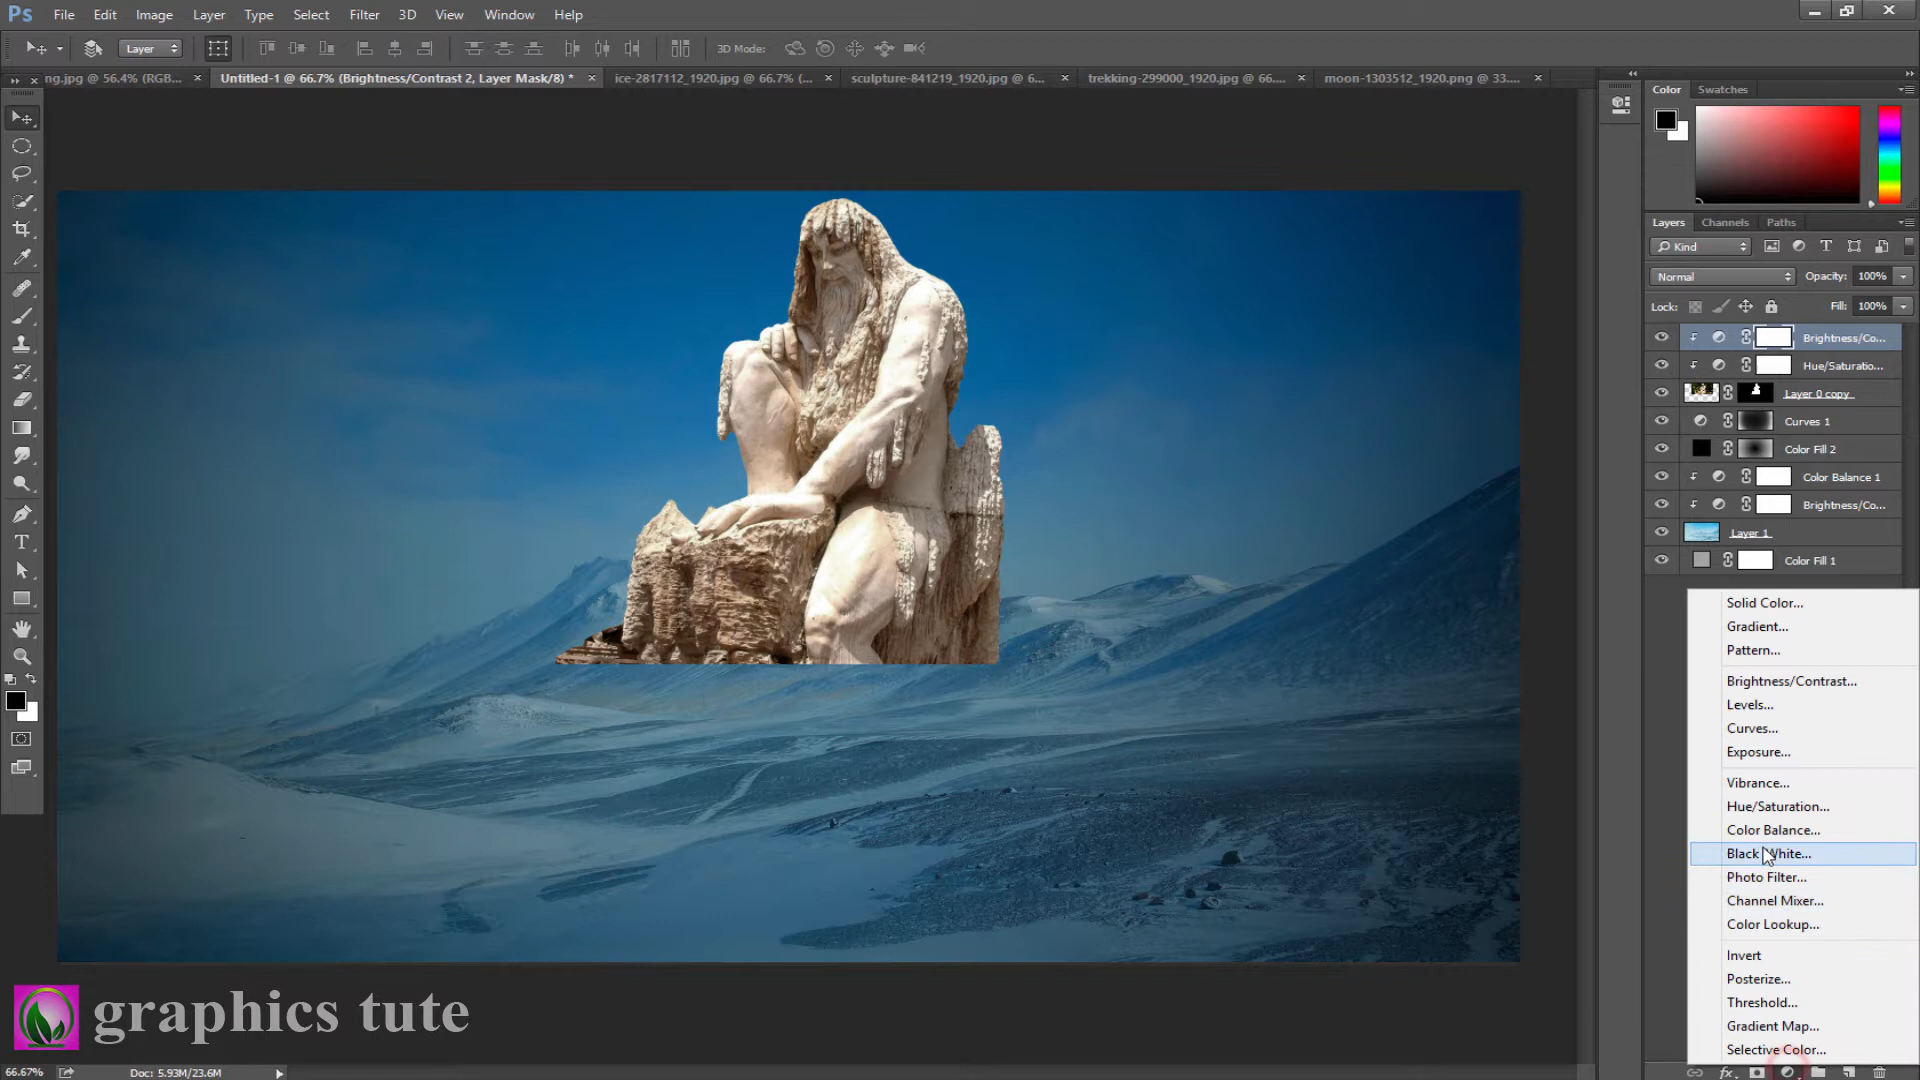 Ps File Edit Image Layer Type Select Filter 3D View Window Help
Layer 3D Mode:
ng.jpg @ 56.4% (RGB... Untitled-1 @ 66.7% (Brightness/Contrast 2, Layer Mask/8) * ice-2817112_1920.jpg @ 66.7% (... sculpture-841219_1920.jpg @ 6... trekking-299000_1920.jpg @ 66.... moon-1303512_1920.png @ 33....
Color Swatches
Layers Channels Paths
Kind
Normal Opacity: 100%
Lock: Fill: 100%
Brightness/Co...
Hue/Saturatio...
Layer 0 copy
Curves 1
Color Fill 2
Color Balance 1
Brightness/Co...
Layer 1
Color Fill 1
Solid Color...
Gradient...
Pattern...
Brightness/Contrast...
Levels...
Curves...
Exposure...
Vibrance...
Hue/Saturation...
Color Balance...
Black White...
Photo Filter...
Channel Mixer...
Color Lookup...
Invert
Posterize...
Threshold...
Gradient Map...
Selective Color...
graphics tute
66.67% Doc: 5.93M/23.6M